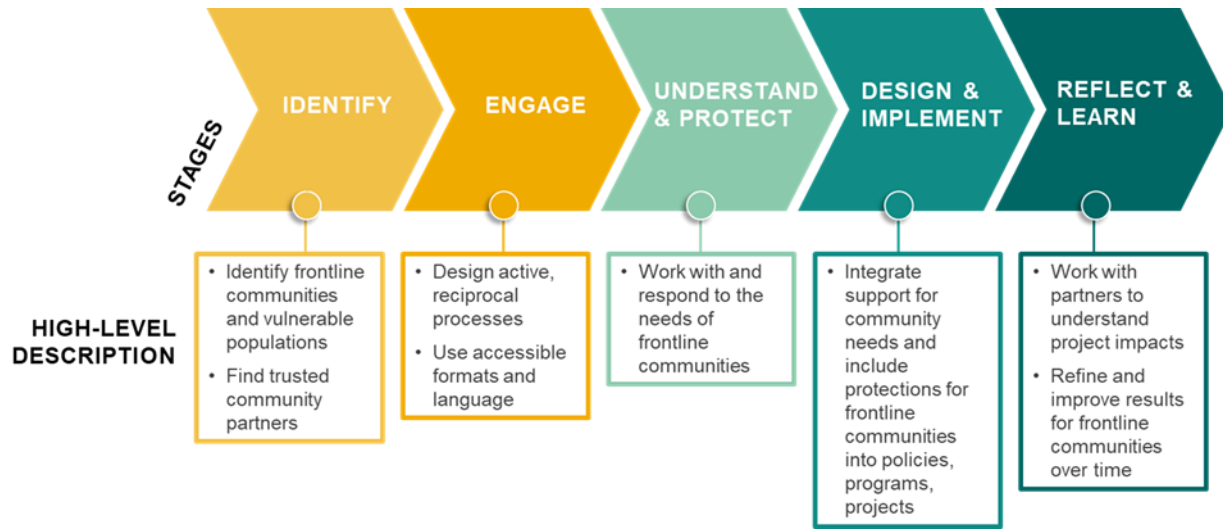 STAGES
IDENTIFY
ENGAGE
UNDERSTAND
& PROTECT
DESIGN &
IMPLEMENT
REFLECT &
LEARN
HIGH-LEVEL
DESCRIPTION
• Identify frontline
communities
and vulnerable
populations
• Find trusted
community
partners
• Design active,
reciprocal
processes
• Use accessible
formats and
language
• Work with and
respond to the
needs of
frontline
communities
• Integrate
support for
community
needs and
include
protections for
frontline
communities
into policies,
programs,
projects
• Work with
partners to
understand
project impacts
• Refine and
improve results
for frontline
communities
over time